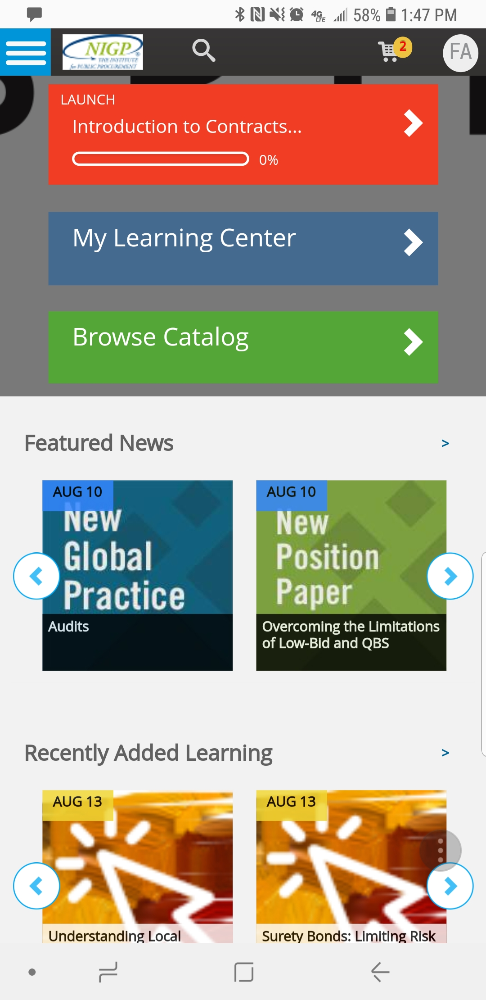 58% 1:47 PM
4G
LTE
NIGP
THE INSTITUTE
for PUBLIC PROCUREMENT
2
FA
LAUNCH
Introduction to Contracts...
0%
My Learning Center
Browse Catalog
Featured News
>
AUG 10
New
Global
Practice
Audits
AUG 10
New
Position
Paper
Overcoming the Limitations
of Low-Bid and QBS
Recently Added Learning
>
AUG 13
Understanding Local
AUG 13
Surety Bonds: Limiting Risk